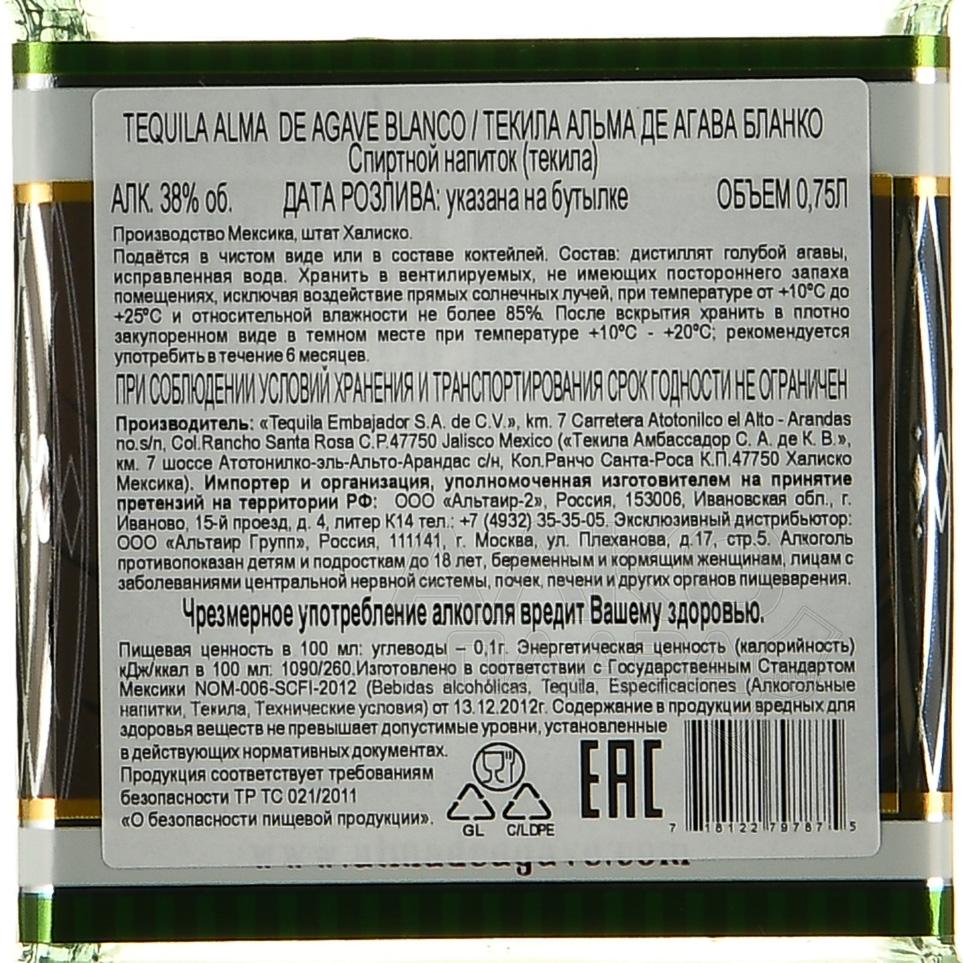 TEQUILA ALMA DE AGAVE BLANCO / ТЕКИЛА АЛЬМА ДЕ АГАВА БЛАНКО
Спиртной напиток (текила)
АЛК. 38% об. ДАТА РОЗЛИВА: указана на бутылке ОБЪЕМ 0,75Л
Производство Мексика, штат Халиско.
Подаётся в чистом виде или в составе коктейлей. Состав: дистиллят голубой агавы,
исправленная вода. Хранить в вентилируемых, не имеющих постороннего запаха
помещениях, исключая воздействие прямых солнечных лучей, при температуре от +10°С до
+25°С и относительной влажности не более 85%. После вскрытия хранить в плотно
закупоренном виде в темном месте при температуре +10°С - +20°С; рекомендуется
употребить в течение 6 месяцев.
ПРИ СОБЛЮДЕНИИ УСЛОВИЙ ХРАНЕНИЯ И ТРАНСПОРТИРОВАНИЯ СРОК ГОДНОСТИ НЕ ОГРАНИЧЕН
Производитель: «Tequila Embajador S.A. de C.V.», km. 7 Carretera Atotonilco el Alto - Arandas
no.s/n, Col.Rancho Santa Rosa C.P.47750 Jalisco Mexico («Текила Амбассадор С. А. де К. В.»,
км. 7 шоссе Атотонилко-эль-Альто-Арандас с/н, Кол.Ранчо Санта-Роса К.П.47750 Халиско
Мексика). Импортер и организация, уполномоченная изготовителем на принятие
претензий на территории РФ: ООО «Альтаир-2», Россия, 153006, Ивановская обл., г.
Иваново, 15-й проезд, д. 4, литер К14 тел.: +7 (4932) 35-35-05. Эксклюзивный дистрибьютор:
ООО «Альтаир Групп», Россия, 111141, г. Москва, ул. Плеханова, д.17, стр.5. Алкоголь
противопоказан детям и подросткам до 18 лет, беременным и кормящим женщинам, лицам с
заболеваниями центральной нервной системы, почек, печени и других органов пищеварения.
Чрезмерное употребление алкоголя вредит Вашему здоровью.
Пищевая ценность в 100 мл: углеводы – 0,1г. Энергетическая ценность (калорийность)
кДж/ккал в 100 мл: 1090/260.Изготовлено в соответствии с Государственным Стандартом
Мексики NOM-006-SCFI-2012 (Bebidas alcohólicas, Tequila, Especificaciones (Алкогольные
напитки, Текила, Технические условия) от 13.12.2012г. Содержание в продукции вредных для
здоровья веществ не превышает допустимые уровни, установленные
в действующих нормативных документах.
Продукция соответствует требованиям
безопасности ТР ТС 021/2011
«О безопасности пищевой продукции».
GL C/LDPE
EAC
7 18122 79787 5
www.almadeagave.com